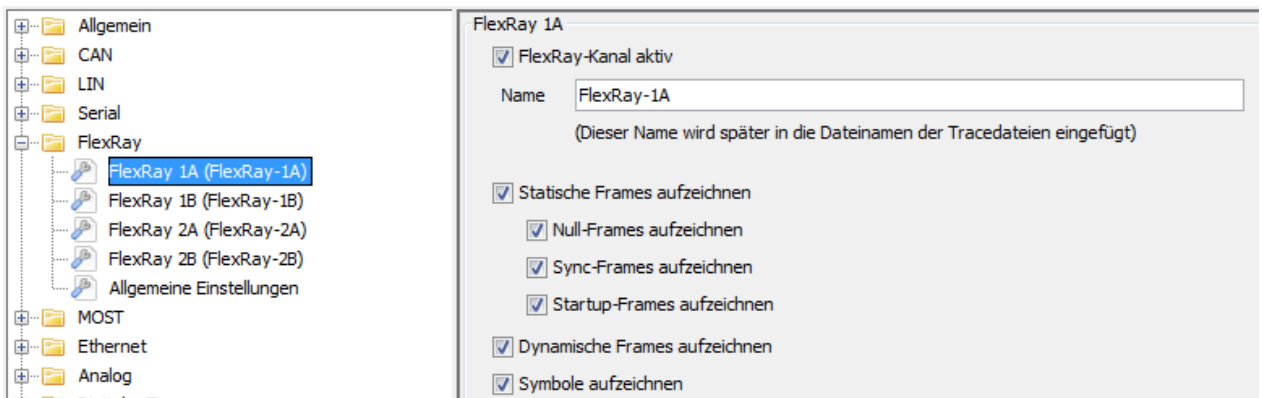 Allgemein
CAN
LIN
Serial
FlexRay
FlexRay 1A (FlexRay-1A)
FlexRay 1B (FlexRay-1B)
FlexRay 2A (FlexRay-2A)
FlexRay 2B (FlexRay-2B)
Allgemeine Einstellungen
MOST
Ethernet
Analog
FlexRay 1A
FlexRay-Kanal aktiv
Name FlexRay-1A
(Dieser Name wird später in die Dateinamen der Tracedateien eingefügt)
Statische Frames aufzeichnen
Null-Frames aufzeichnen
Sync-Frames aufzeichnen
Startup-Frames aufzeichnen
Dynamische Frames aufzeichnen
Symbole aufzeichnen